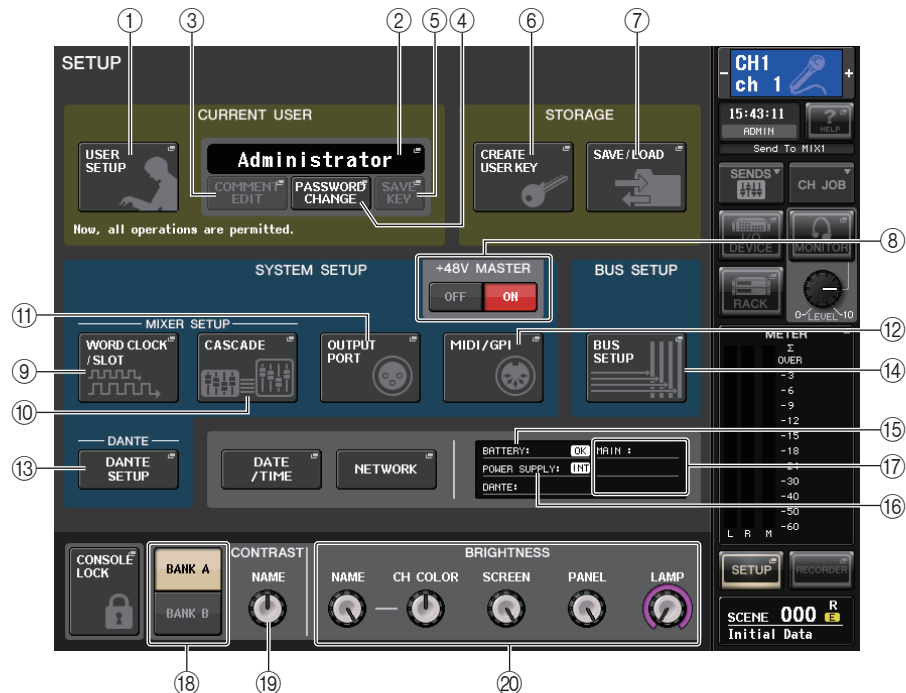 ① ③ ② ⑤ ④ ⑥ ⑦
SETUP
CH1
ch 1
- +
CURRENT USER
STORAGE
15:43:11
ADMIN
? HELP
Send To MIX1
USER SETUP
Administrator
COMMENT EDIT
PASSWORD CHANGE
SAVE KEY
CREATE USER KEY
SAVE/LOAD
SENDS
CH JOB
Now, all operations are permitted.
I/O DEVICE
MONITOR
⑧
SYSTEM SETUP
+48V MASTER
OFF ON
BUS SETUP
RACK
0 LEVEL 10
⑪
MIXER SETUP
WORD CLOCK /SLOT
CASCADE
OUTPUT PORT
MIDI/GPI
BUS SETUP
⑨
⑩
⑫
⑭
METER
Σ
OVER
-3
-6
-9
-12
-15
-18
-21
-30
-40
-50
-60
L R M
⑬
DANTE
DANTE SETUP
DATE /TIME
NETWORK
BATTERY: OK MAIN :
POWER SUPPLY: INT
DANTE:
⑮
⑰
⑯
CONSOLE LOCK
BANK A
BANK B
CONTRAST
NAME
BRIGHTNESS
NAME CH COLOR SCREEN PANEL LAMP
SETUP
RECORDER
SCENE 000 R
E
Initial Data
⑱ ⑲ ⑳